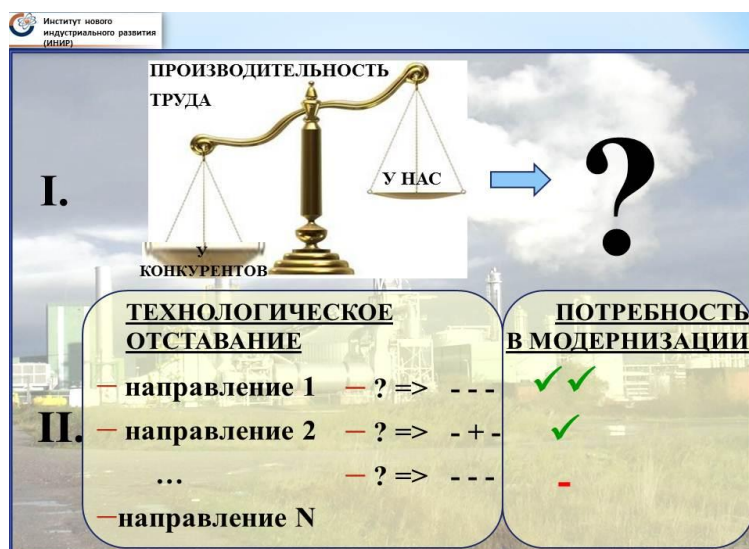 Институт нового
индустриального развития
(ИНИР)
ПРОИЗВОДИТЕЛЬНОСТЬ
ТРУДА
I.
У НАС
?
У
КОНКУРЕНТОВ
ТЕХНОЛОГИЧЕСКОЕ
ОТСТАВАНИЕ
ПОТРЕБНОСТЬ
В МОДЕРНИЗАЦИИ
II.
– направление 1 – ? => - - - ✓✓
– направление 2 – ? => - + - ✓
... – ? => - - - -
–направление N